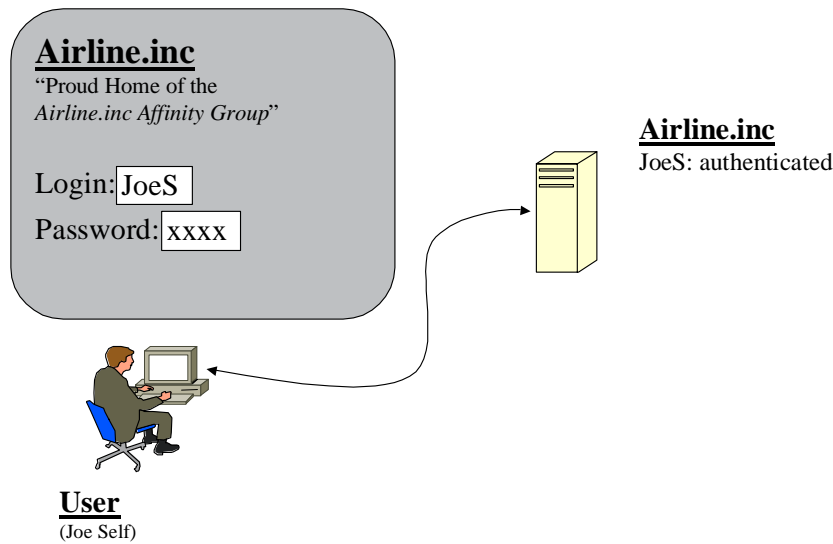 Airline.inc
“Proud Home of the
Airline.inc Affinity Group”
Login: JoeS
Password: xxxx
Airline.inc
JoeS: authenticated
User
(Joe Self)